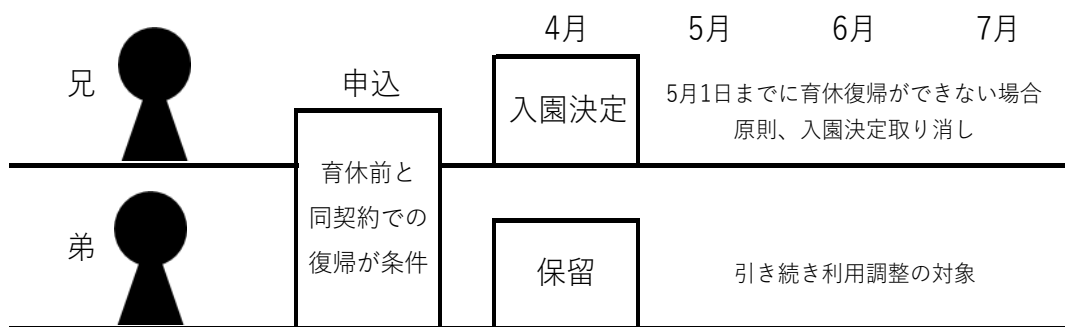 4月 5月 6月 7月
兄
申込
入園決定
5月1日までに育休復帰ができない場合
原則、入園決定取り消し
育休前と
同契約での
復帰が条件
弟
保留
引き続き利用調整の対象